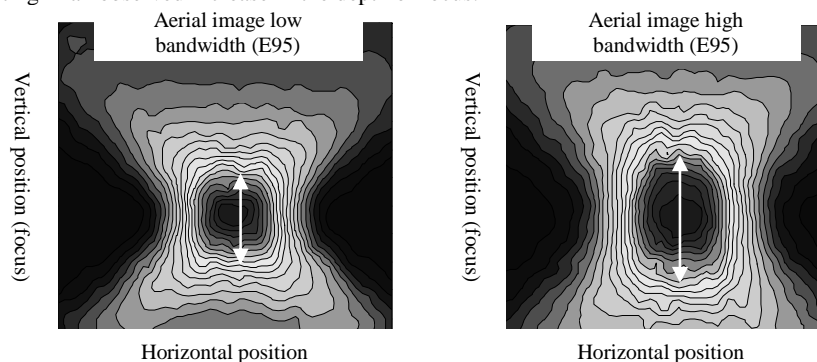 Aerial image low
bandwidth (E95)
Aerial image high
bandwidth (E95)
Vertical position (focus)
Vertical position (focus)
Horizontal position
Horizontal position